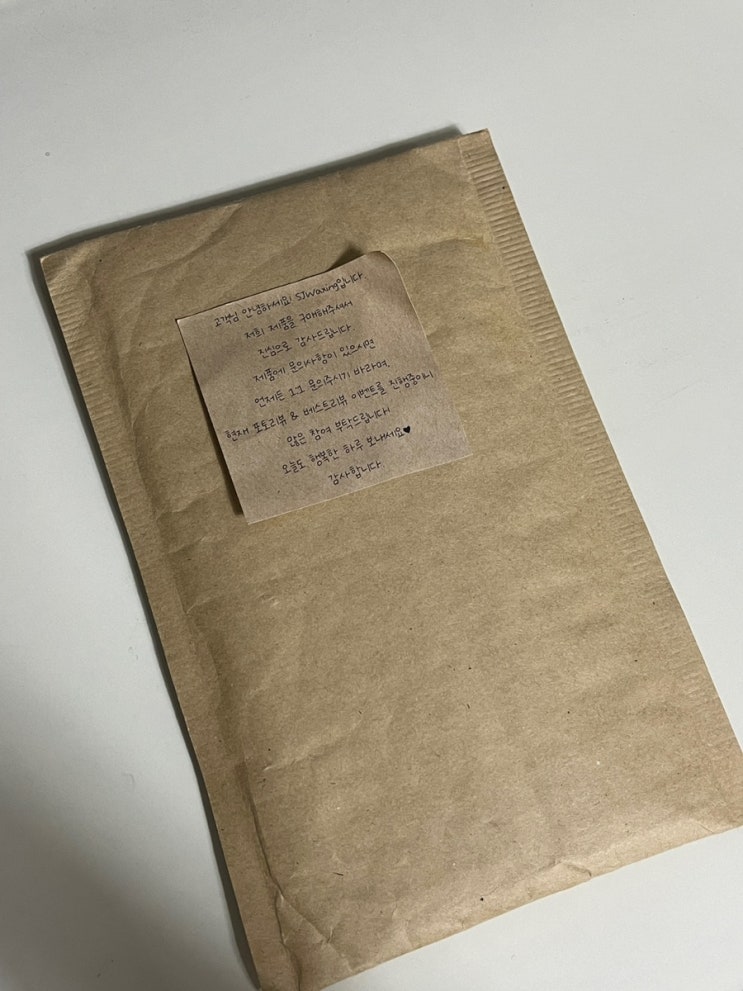 고객님 안녕하세요! SJWaxing입니다.
저희 제품을 구매해주셔서
진심으로 감사드립니다
제품에 문의사항이 있으시면
언제든 1:1 문의주시기 바라며,
현재 포토리뷰 & 베스트리뷰 이벤트를 진행중이니
많은 참여 부탁드립니다
오늘도 행복한 하루 보내세요♥
감사합니다.